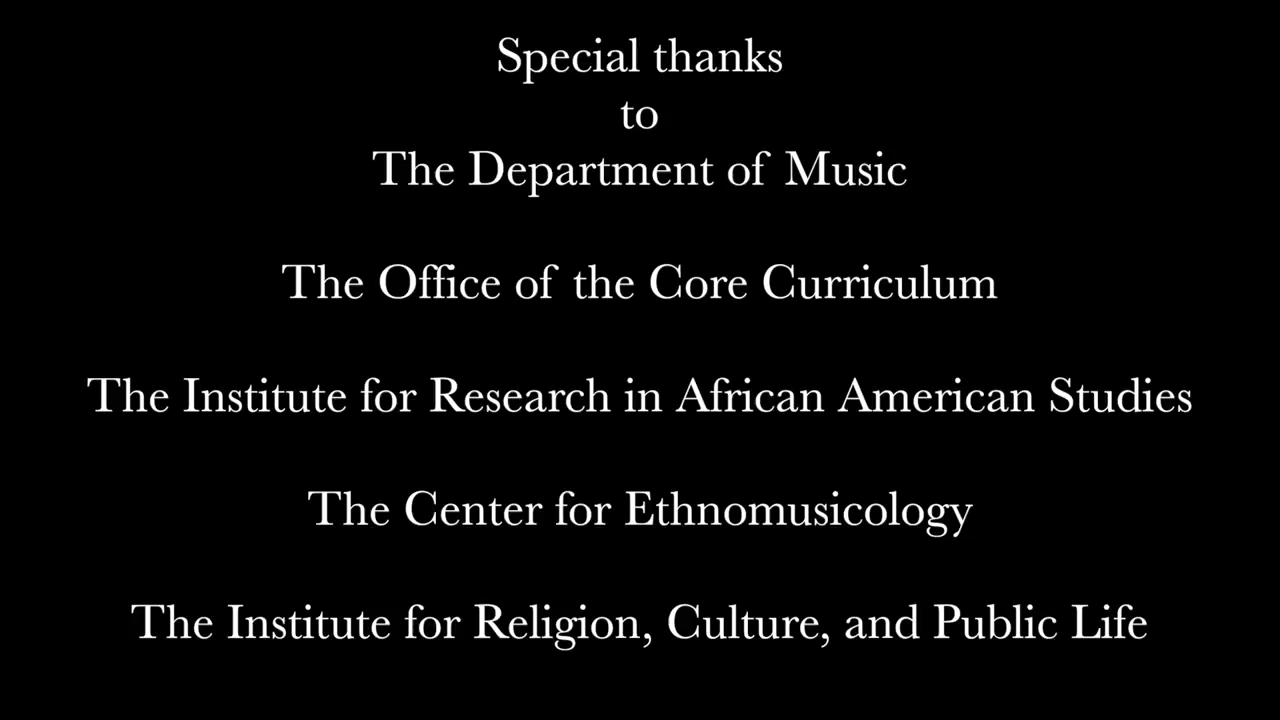 Special thanks
to
The Department of Music
The Office of the Core Curriculum
The Institute for Research in African American Studies
The Center for Ethnomusicology
The Institute for Religion, Culture, and Public Life